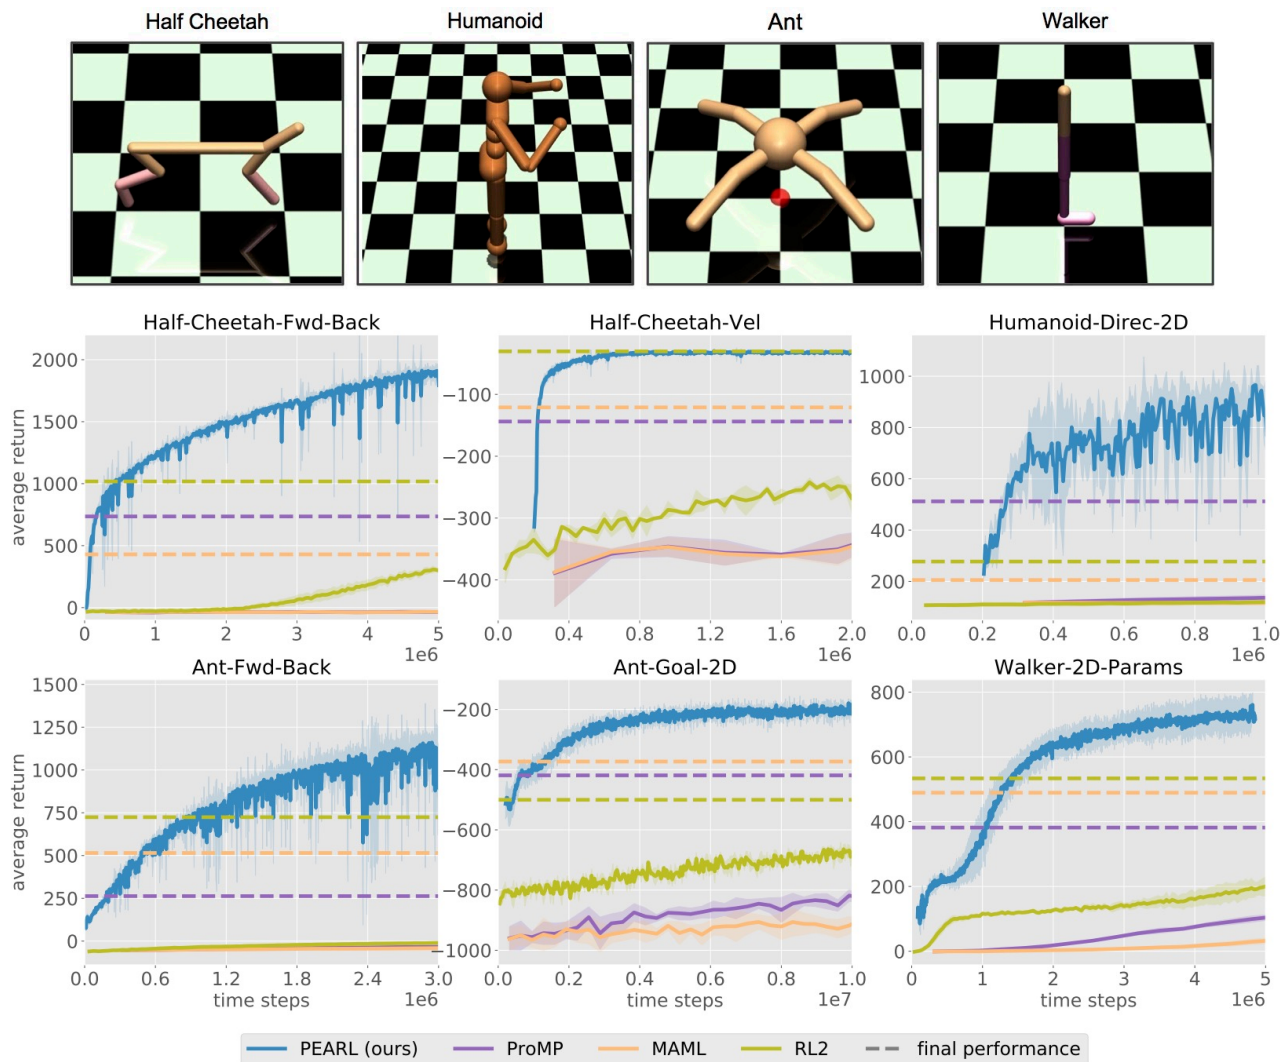 Half Cheetah Humanoid Ant Walker
Half-Cheetah-Fwd-Back
average return
2000
1500
1000
500
0
0 1 2 3 4 5
1e6
Half-Cheetah-Vel
−100
−200
−300
−400
0.0 0.4 0.8 1.2 1.6 2.0
1e6
Humanoid-Direc-2D
1000
800
600
400
200
0.0 0.2 0.4 0.6 0.8 1.0
1e6
Ant-Fwd-Back
average return
1500
1250
1000
750
500
250
0
0.0 0.6 1.2 1.8 2.4 3.0
time steps 1e6
Ant-Goal-2D
−200
−400
−600
−800
−1000
0.0 0.2 0.4 0.6 0.8 1.0
time steps 1e7
Walker-2D-Params
800
600
400
200
0
0 1 2 3 4 5
time steps 1e6
PEARL (ours) ProMP MAML RL2 final performance